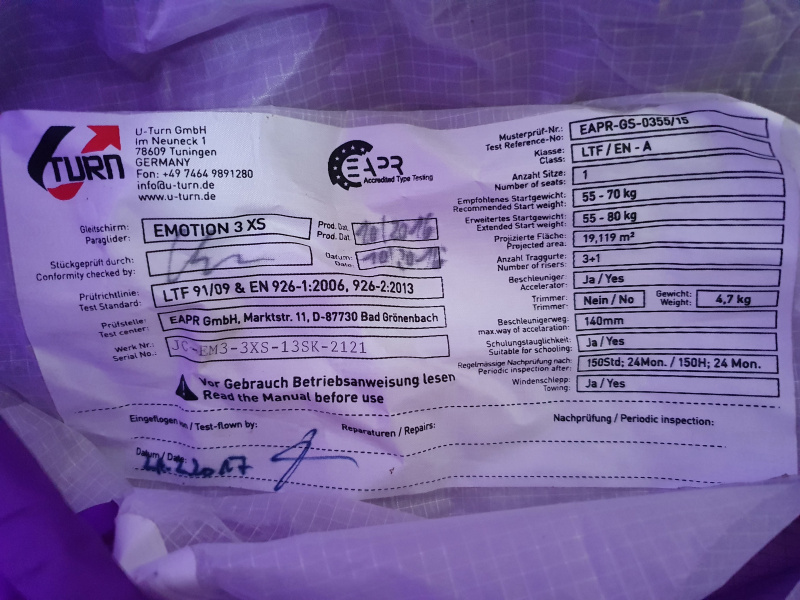 TURN
U-Turn GmbH
Im Neuneck 1
78609 Tuningen
GERMANY
Fon: +49 7464 9891280
info@u-turn.de
www.u-turn.de
EAPR
Accredited Type Testing
Gleitschirm:
Paraglider:
EMOTION 3 XS
Prod. Dat.
Prod. Dat.
10/2016
Stückgeprüft durch:
Conformity checked by:
Datum:
Date:
10/2016
Prüfrichtlinie:
Test Standard:
LTF 91/09 & EN 926-1:2006, 926-2:2013
Prüfstelle:
Test center:
EAPR GmbH, Marktstr. 11, D-87730 Bad Grönenbach
Werk Nr.:
Serial No.:
JC-EM3-3XS-13SK-2121
Vor Gebrauch Betriebsanweisung lesen
Read the Manual before use
Musterprüf-Nr.:
Test Reference-No.:
EAPR-GS-0355/15
Klasse:
Class:
LTF / EN - A
Anzahl Sitze:
Number of seats:
1
Empfohlenes Startgewicht:
Recommended Start weight:
55 - 70 kg
Erweitertes Startgewicht:
Extended Start weight:
55 - 80 kg
Projizierte Fläche:
Projected area:
19,119 m²
Anzahl Traggurte:
Number of risers:
3+1
Beschleuniger:
Accelerator:
Ja / Yes
Trimmer:
Trimmer:
Nein / No
Gewicht:
Weight:
4,7 kg
Beschleunigerweg:
max.way of accelaration:
140mm
Schulungstauglichkeit:
Suitable for schooling:
Ja / Yes
Regelmässige Nachprüfung nach:
Periodic inspection after:
150Std; 24Mon. / 150H; 24 Mon.
Windenschlepp:
Towing:
Ja / Yes
Eingeflogen / Test-flown by:
Reparaturen / Repairs:
Nachprüfung / Periodic inspection:
Datum / Date: